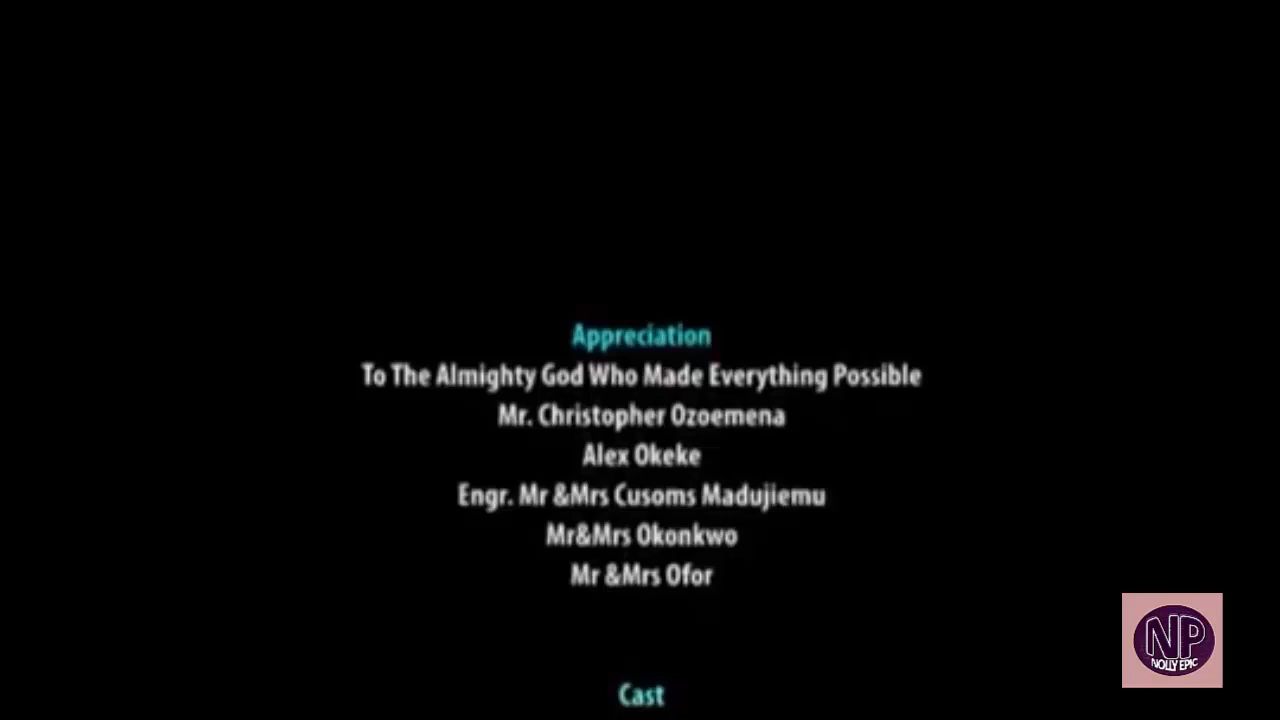 Appreciation
To The Almighty God Who Made Everything Possible
Mr. Christopher Ozoemena
Alex Okeke
Engr. Mr &Mrs Cusoms Madujiemu
Mr&Mrs Okonkwo
Mr &Mrs Ofor
Cast
NP
NOLLY EPIC